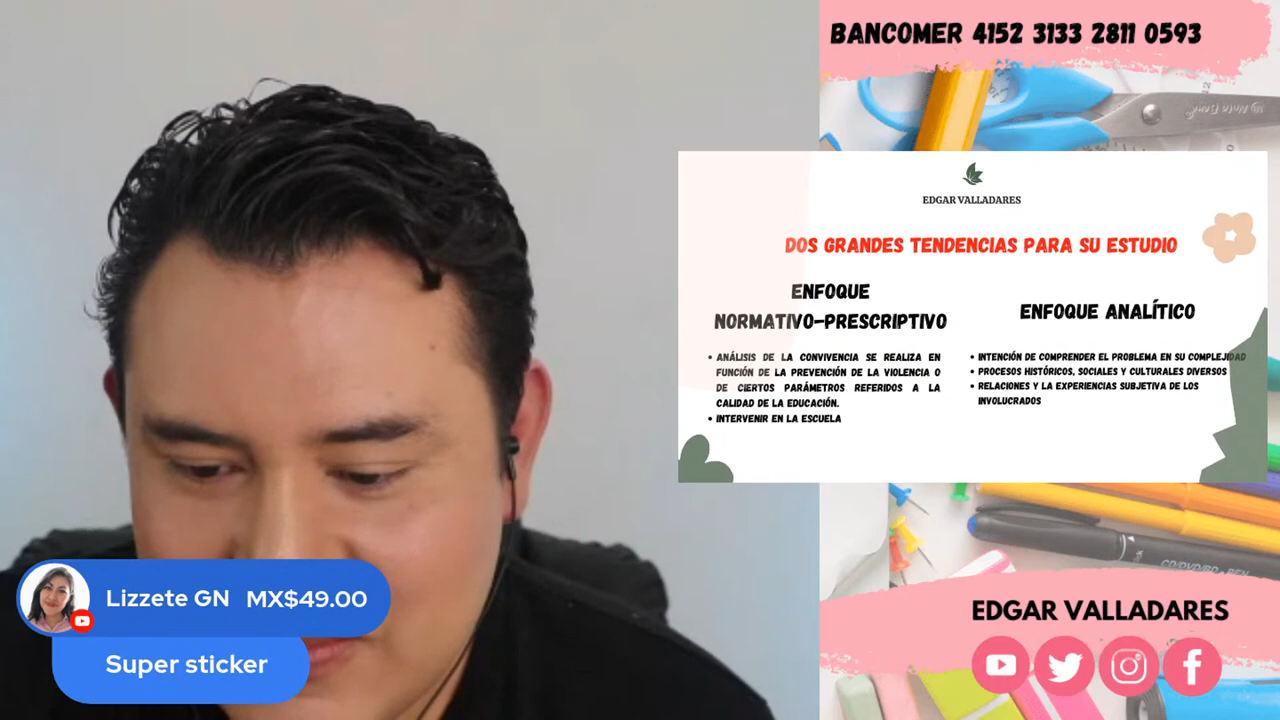 BANCOMER 4152 3133 2811 0593
EDGAR VALLADARES
DOS GRANDES TENDENCIAS PARA SU ESTUDIO
ENFOQUE
NORMATIVO-PRESCRIPTIVO
• ANÁLISIS DE LA CONVIVENCIA SE REALIZA EN
FUNCIÓN DE LA PREVENCIÓN DE LA VIOLENCIA O
DE CIERTOS PARÁMETROS REFERIDOS A LA
CALIDAD DE LA EDUCACIÓN.
• INTERVENIR EN LA ESCUELA
ENFOQUE ANALÍTICO
• INTENCIÓN DE COMPRENDER EL PROBLEMA EN SU COMPLEJIDAD
• PROCESOS HISTÓRICOS, SOCIALES Y CULTURALES DIVERSOS
• RELACIONES Y LA EXPERIENCIAS SUBJETIVA DE LOS
INVOLUCRADOS
Lizzete GN MX$49.00
Super sticker
EDGAR VALLADARES